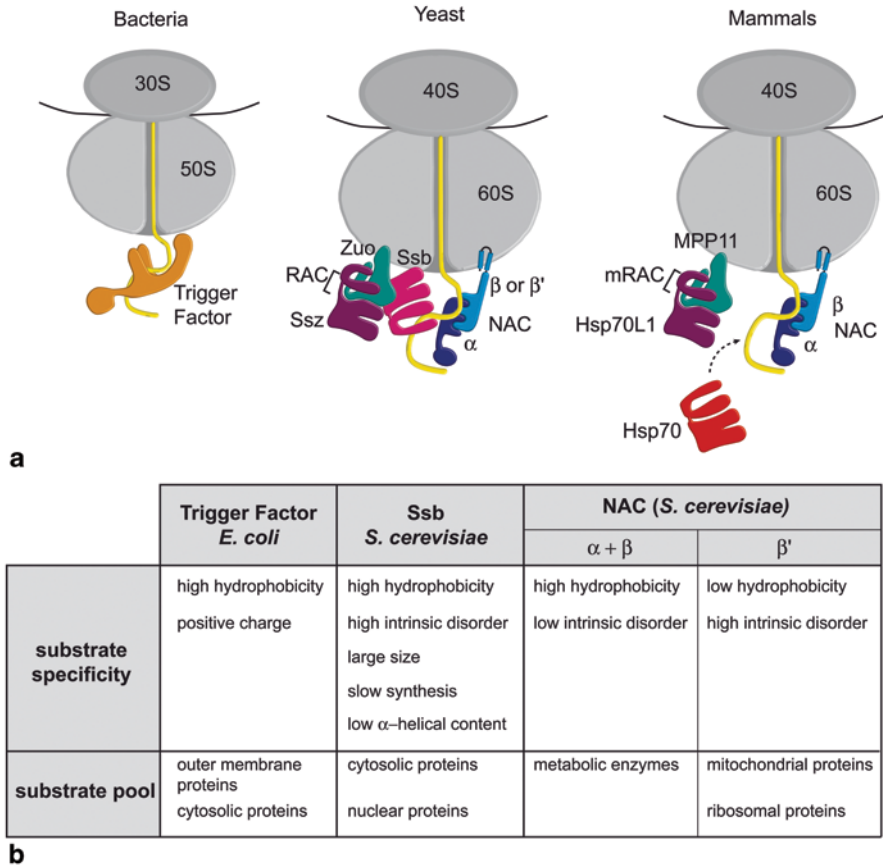 Bacteria
Yeast
Mammals
30S
40S
40S
50S
60S
60S
Trigger
Factor
Zuo
Ssb
RAC
Ssz
β or β'
NAC
α
MPP11
mRAC
Hsp70L1
β
NAC
α
Hsp70
a
Trigger Factor
E. coli
Ssb
S. cerevisiae
NAC (S. cerevisiae)
α + β
β'
substrate
specificity
high hydrophobicity
positive charge
high hydrophobicity
high intrinsic disorder
large size
slow synthesis
low α–helical content
high hydrophobicity
low intrinsic disorder
low hydrophobicity
high intrinsic disorder
substrate pool
outer membrane
proteins
cytosolic proteins
cytosolic proteins
nuclear proteins
metabolic enzymes
mitochondrial proteins
ribosomal proteins
b